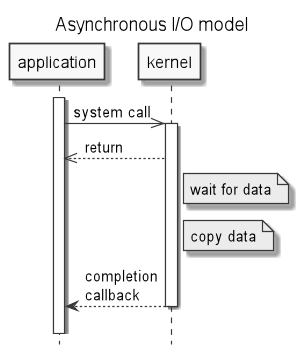 Asynchronous I/O model
application
kernel
system call
return
wait for data
copy data
completion
callback